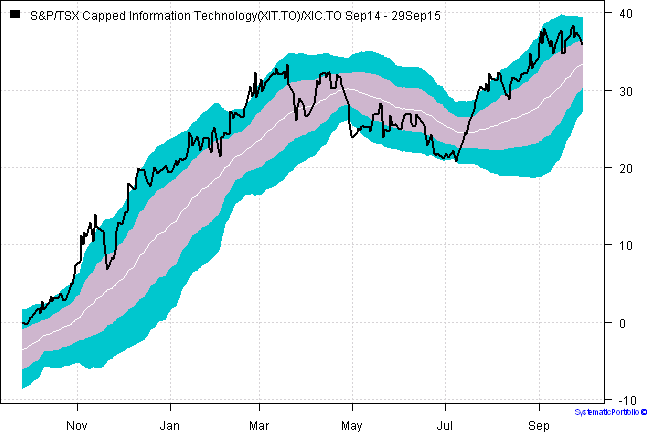 S&P/TSX Capped Information Technology(XIT.TO)/XIC.TO Sep14 - 29Sep15
40
30
20
10
0
-10
Nov Jan Mar May Jul Sep
SystematicPortfolio ©